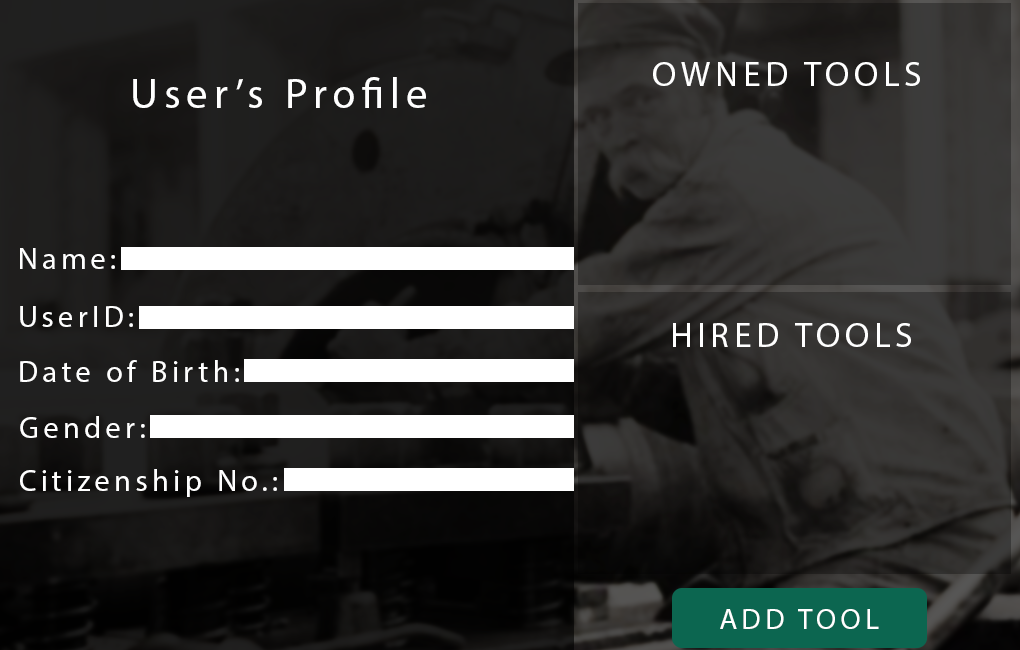 User’s Profile
Name:
UserID:
Date of Birth:
Gender:
Citizenship No.:
OWNED TOOLS
HIRED TOOLS
ADD TOOL